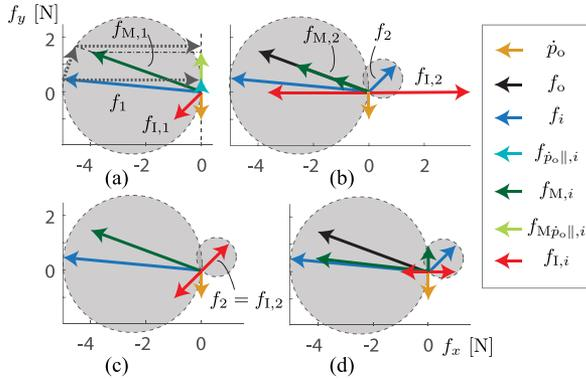 f_y [N]
2
0
-4 -2 0
f_{M,1}
f_1
f_{I,1}
(a)
-4 -2 0 2
f_{M,2}
f_2
f_{I,2}
(b)
2
0
-4 -2 0
f_2 = f_{I,2}
(c)
-4 -2 0
f_x [N]
(d)
ṗ_o
f_o
f_i
f_{ṗ_o∥,i}
f_{M,i}
f_{Mṗ_o∥,i}
f_{I,i}